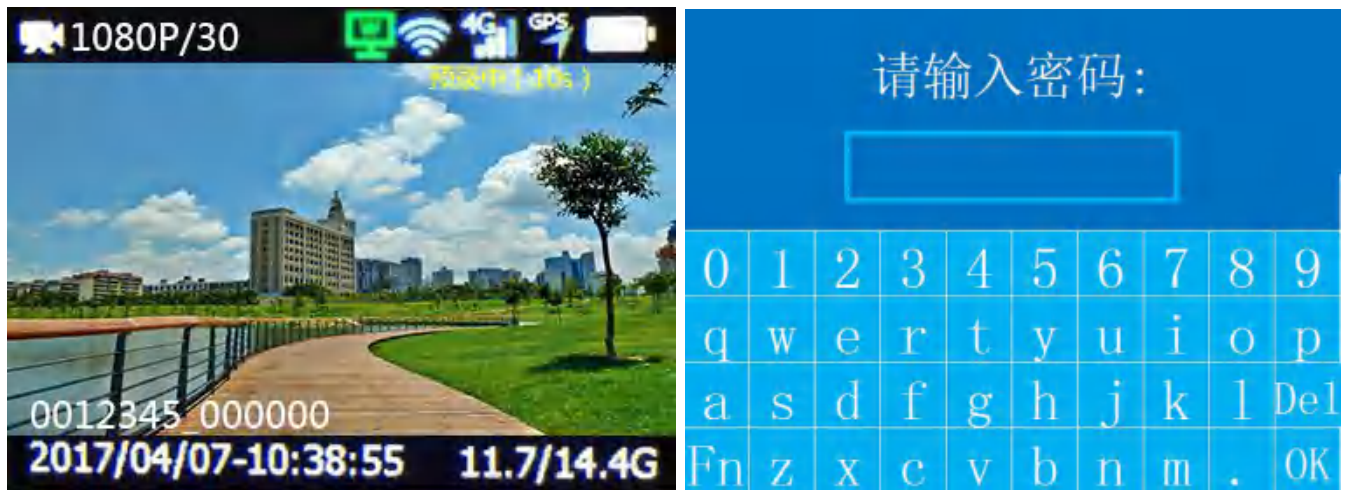 1080P/30
4G
GPS
预录中(-10s)
0012345_000000
2017/04/07-10:38:55 11.7/14.4G
请输入密码:
0 1 2 3 4 5 6 7 8 9
q w e r t y u i o p
a s d f g h j k l Del
Fn z x c v b n m . OK